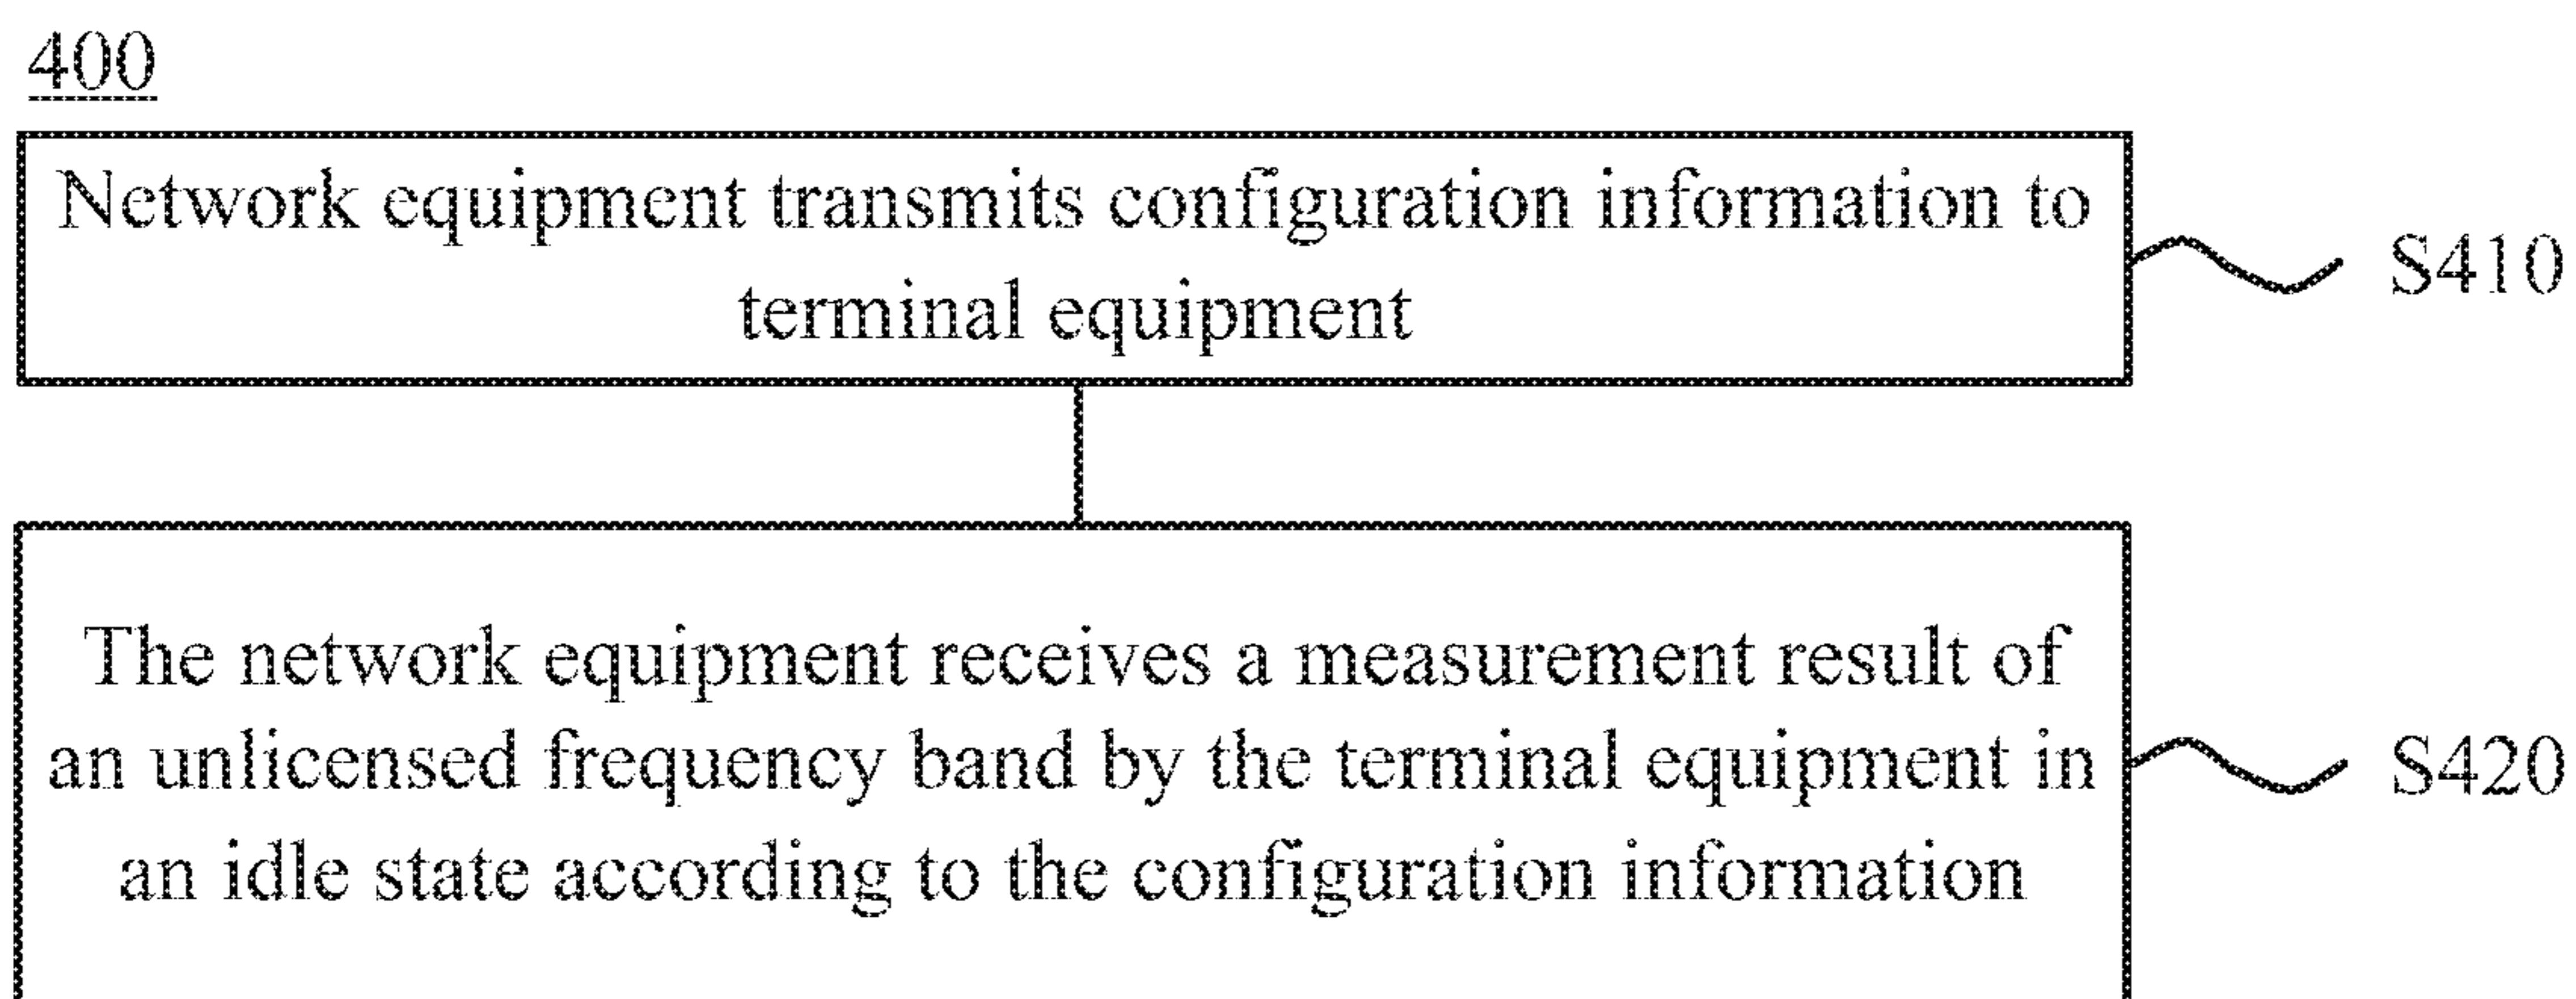 400
Network equipment transmits configuration information to
terminal equipment
S410
The network equipment receives a measurement result of
an unlicensed frequency band by the terminal equipment in
an idle state according to the configuration information
S420